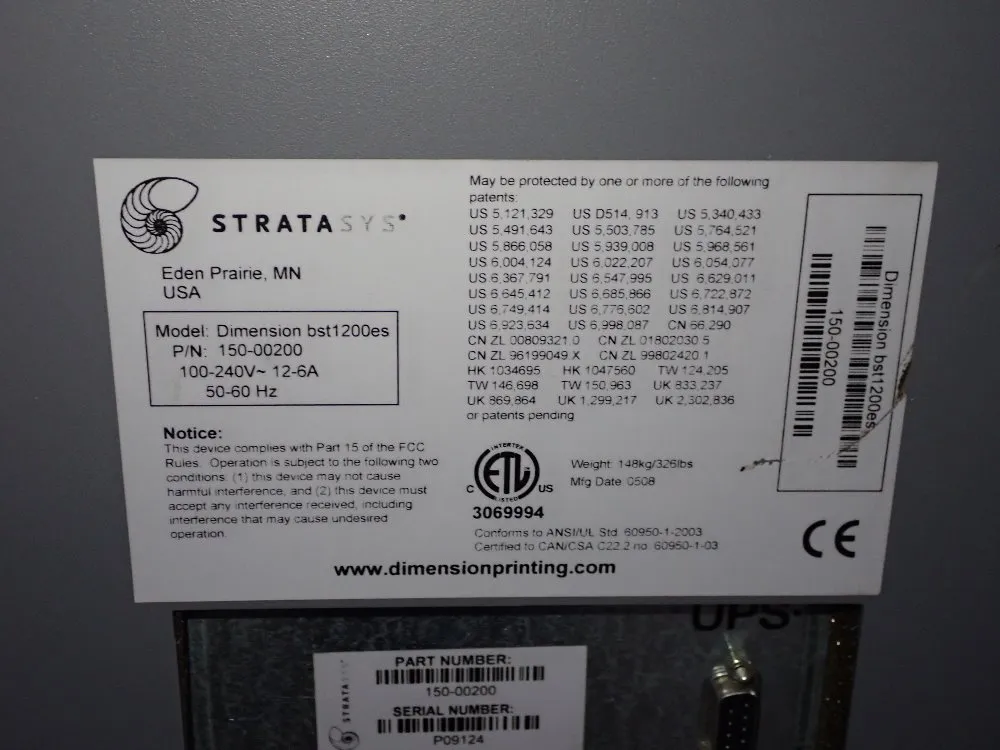 STRATASYS
Eden Prairie, MN
USA
Model: Dimension bst1200es
P/N: 150-00200
100-240V~ 12-6A
50-60 Hz
Notice:
This device complies with Part 15 of the FCC
Rules. Operation is subject to the following two
conditions: (1) this device may not cause
harmful interference, and (2) this device must
accept any interference received, including
interference that may cause undesired
operation.
May be protected by one or more of the following
patents:
US 5,121,329 US D514, 913 US 5,340,433
US 5,491,643 US 5,503,785 US 5,764,521
US 5,866,058 US 5,939,008 US 5,968,561
US 6,004,124 US 6,022,207 US 6,054,077
US 6,367,791 US 6,547,995 US 6,629,011
US 6,645,412 US 6,685,866 US 6,722,872
US 6,749,414 US 6,776,602 US 6,814,907
US 6,923,634 US 6,998,087 CN 66,290
CN ZL 00809321.0 CN ZL 01802030.5
CN ZL 96199049.X CN ZL 99802420.1
HK 1034695 HK 1047560 TW 124,205
TW 146,698 TW 150,963 UK 833,237
UK 869,864 UK 1,299,217 UK 2,302,836
or patents pending
INTERTEK
ETL
LISTED
C US
3069994
Weight: 148kg/326lbs
Mfg Date: 0508
Conforms to ANSI/UL Std. 60950-1-2003
Certified to CAN/CSA C22.2 no. 60950-1-03
www.dimensionprinting.com
Dimension bst1200es
150-00200
CE
UPS
STRATASYS
PART NUMBER:
150-00200
SERIAL NUMBER:
P09124